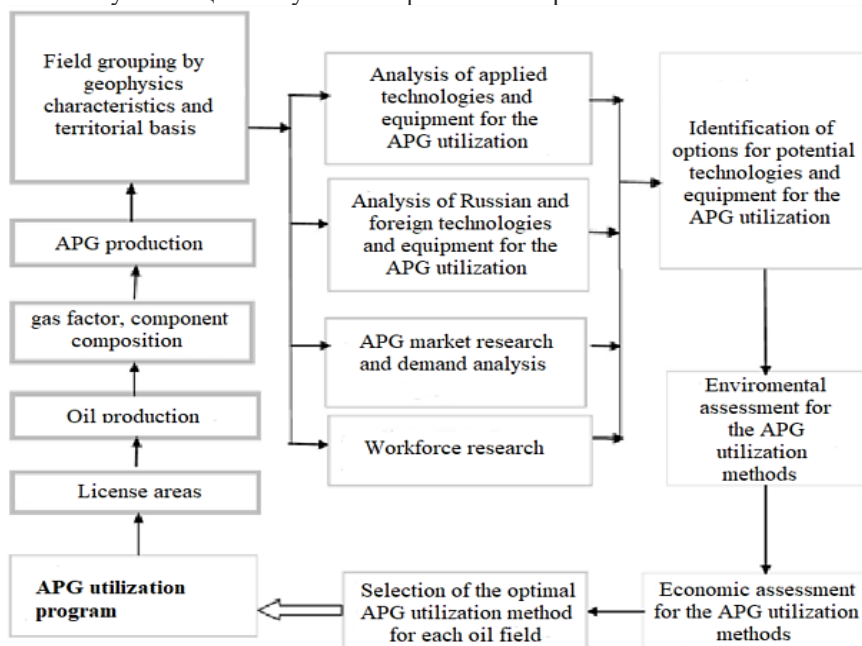 Field grouping by
geophysics
characteristics and
territorial basis
APG production
gas factor, component
composition
Oil production
License areas
APG utilization
program
Analysis of applied
technologies and
equipment for the
APG utilization
Analysis of Russian and
foreign technologies
and equipment for the
APG utilization
APG market research
and demand analysis
Workforce research
Identification of
options for potential
technologies and
equipment for the
APG utilization
Enviromental
assessment for
the APG
utilization
methods
Economic assessment
for the APG utilization
methods
Selection of the optimal
APG utilization method
for each oil field